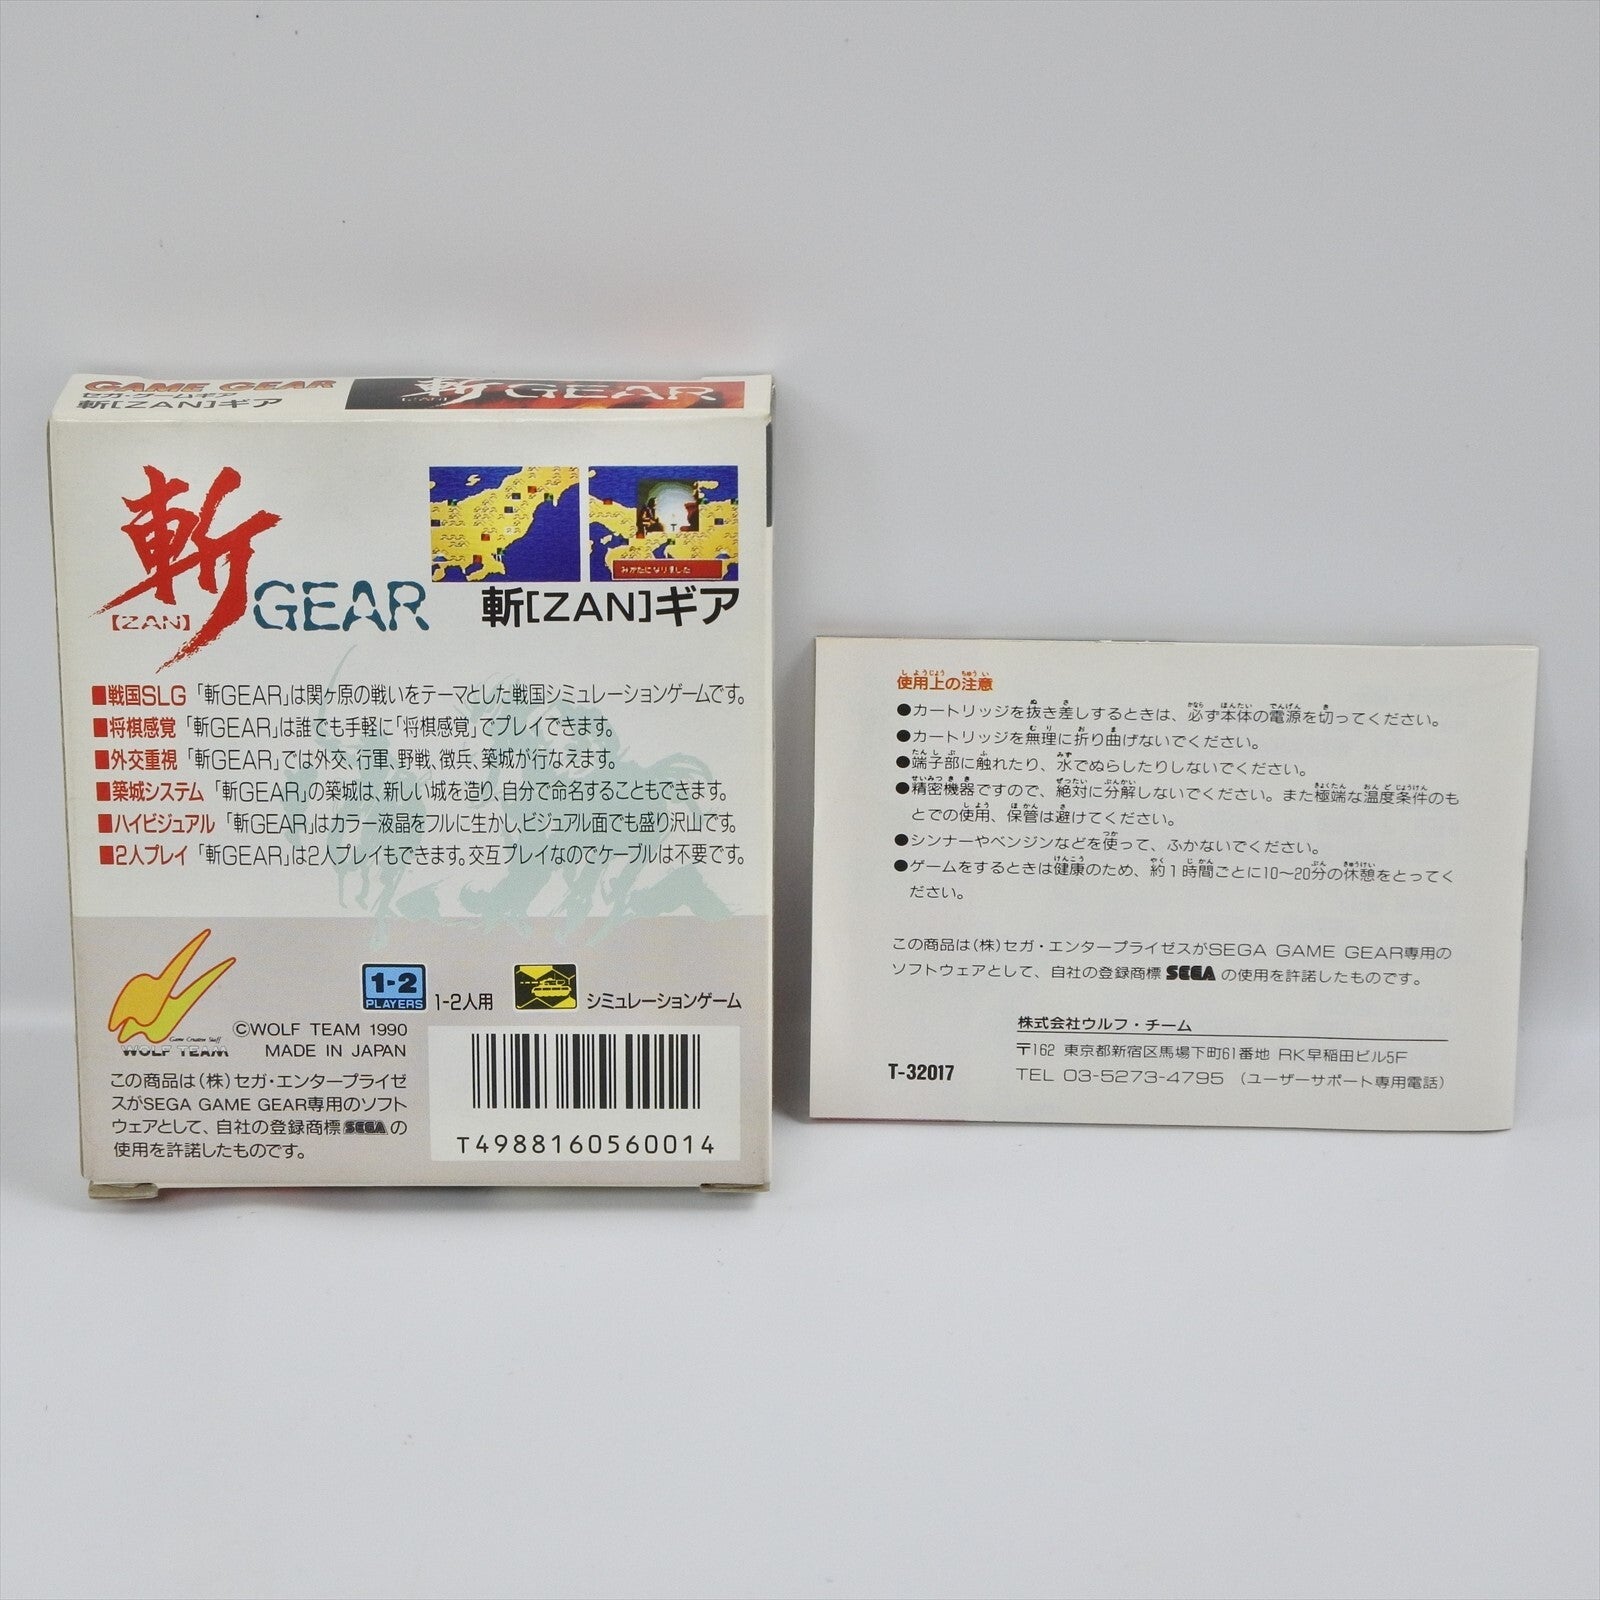 GAME GEAR
セガ・ゲームギア
斬[ZAN]ギア
斬GEAR
[ZAN]
斬GEAR
[ZAN]
みかたになりました
斬[ZAN]ギア
■戦国SLG 「斬GEAR」は関ヶ原の戦いをテーマとした戦国シミュレーションゲームです。
■将棋感覚 「斬GEAR」は誰でも手軽に「将棋感覚」でプレイできます。
■外交重視 「斬GEAR」では外交、行軍、野戦、徴兵、築城が行なえます。
■築城システム 「斬GEAR」の築城は、新しい城を造り、自分で命名することもできます。
■ハイビジュアル 「斬GEAR」はカラー液晶をフルに生かし、ビジュアル面でも盛り沢山です。
■2人プレイ 「斬GEAR」は2人プレイもできます。交互プレイなのでケーブルは不要です。
1-2
PLAYERS
1-2人用
シミュレーションゲーム
Game Creative Staff
WOLF TEAM
©WOLF TEAM 1990
MADE IN JAPAN
この商品は(株)セガ・エンタープライゼ
スがSEGA GAME GEAR専用のソフト
ウェアとして、自社の登録商標SEGAの
使用を許諾したものです。
T4988160560014
使用上の注意
●カートリッジを抜き差しするときは、必ず本体の電源を切ってください。
●カートリッジを無理に折り曲げないでください。
●端子部に触れたり、水でぬらしたりしないでください。
●精密機器ですので、絶対に分解しないでください。また極端な温度条件のも
とでの使用、保管は避けてください。
●シンナーやベンジンなどを使って、ふかないでください。
●ゲームをするときは健康のため、約1時間ごとに10〜20分の休憩をとってく
ださい。
この商品は(株)セガ・エンタープライゼスがSEGA GAME GEAR専用の
ソフトウェアとして、自社の登録商標 SEGA の使用を許諾したものです。
株式会社ウルフ・チーム
〒162 東京都新宿区馬場下町61番地 RK早稲田ビル5F
T-32017
TEL 03-5273-4795 (ユーザーサポート専用電話)